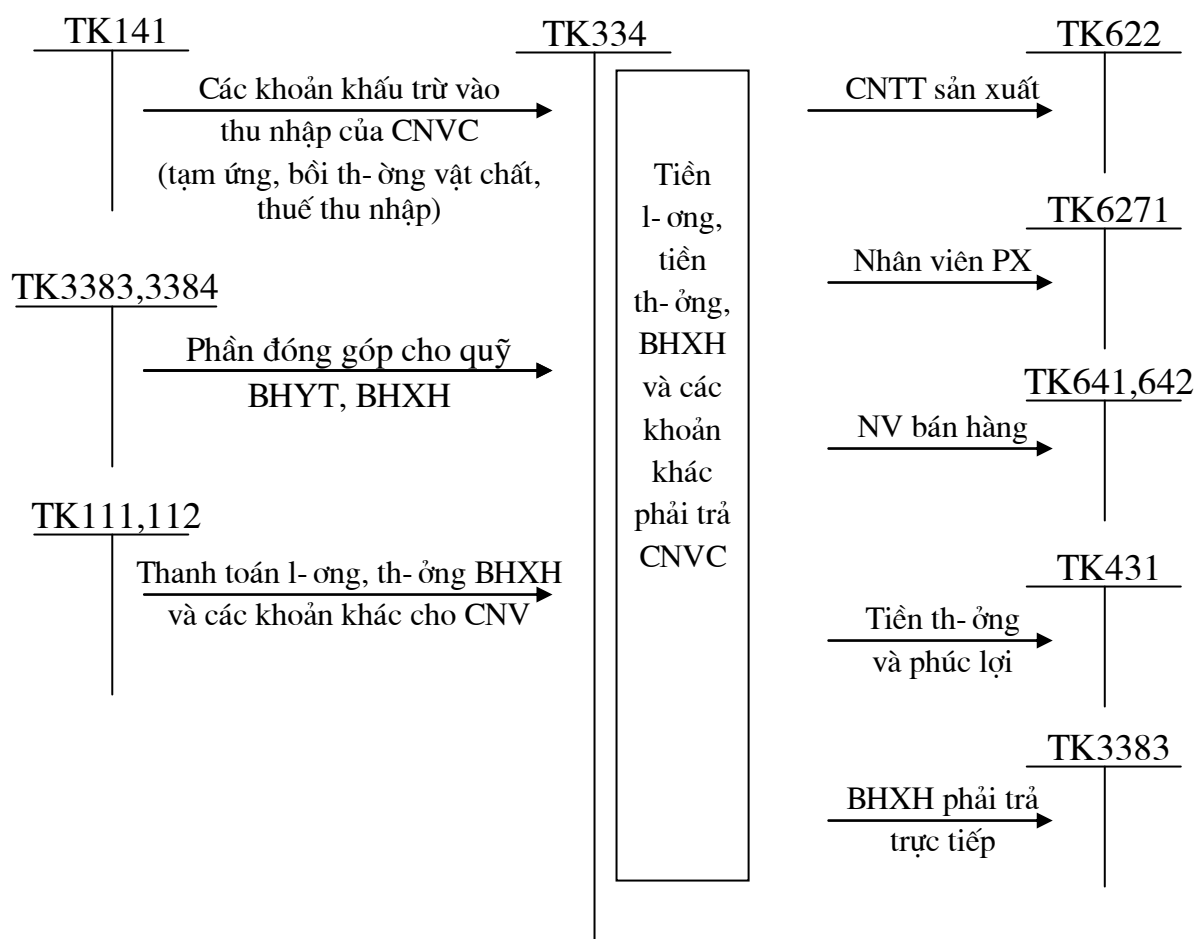 TK141
Các khoản khấu trừ vào
thu nhập của CNVC
(tạm ứng, bồi th- ờng vật chất,
thuế thu nhập)
TK3383,3384
Phần đóng góp cho quỹ
BHYT, BHXH
TK111,112
Thanh toán l- ơng, th- ởng BHXH
và các khoản khác cho CNV
TK334
Tiền
l- ơng,
tiền
th- ởng,
BHXH
và các
khoản
khác
phải trả
CNVC
TK622
CNTT sản xuất
TK6271
Nhân viên PX
TK641,642
NV bán hàng
TK431
Tiền th- ởng
và phúc lợi
TK3383
BHXH phải trả
trực tiếp